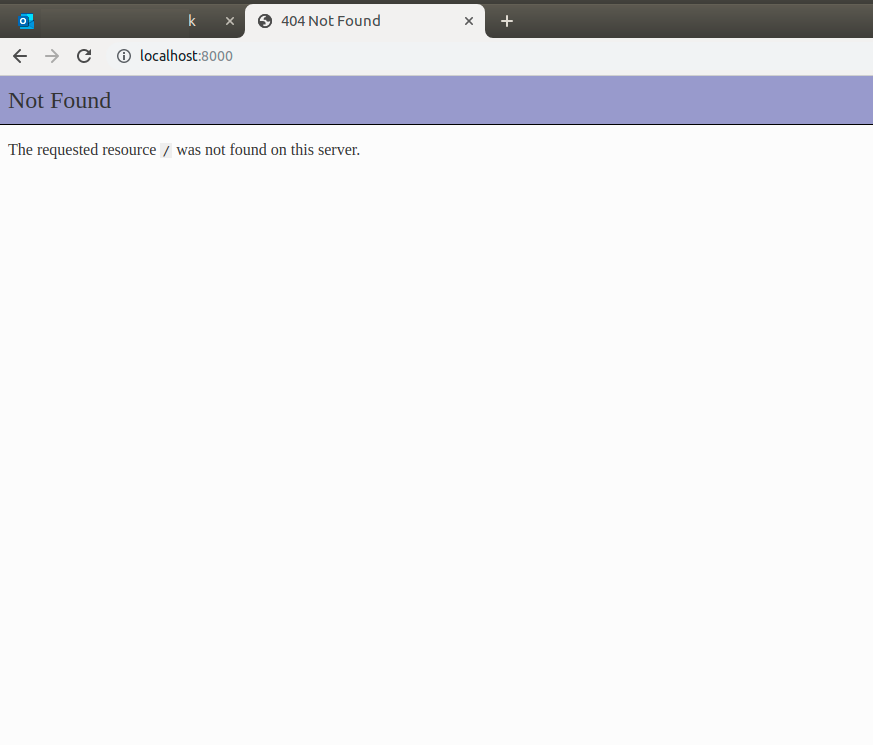 k
404 Not Found
localhost:8000
Not Found
The requested resource / was not found on this server.